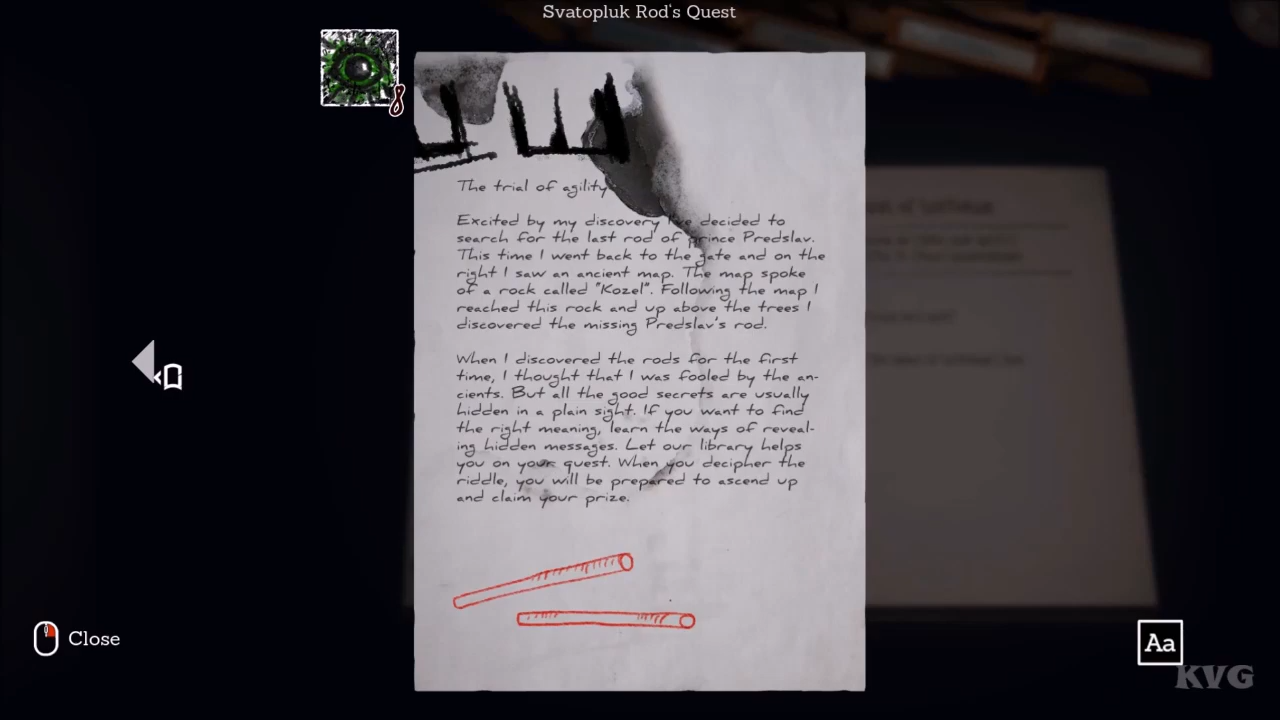 Svatopluk Rod's Quest
8
The trial of agility
Excited by my discovery I've decided to
search for the last rod of prince Predslav.
This time I went back to the gate and on the
right I saw an ancient map. The map spoke
of a rock called "Kozel". Following the map I
reached this rock and up above the trees I
discovered the missing Predslav's rod.
When I discovered the rods for the first
time, I thought that I was fooled by the an-
cients. But all the good secrets are usually
hidden in a plain sight. If you want to find
the right meaning, learn the ways of reveal-
ing hidden messages. Let our library helps
you on your quest. When you decipher the
riddle, you will be prepared to ascend up
and claim your prize.
Close
Aa
KVG